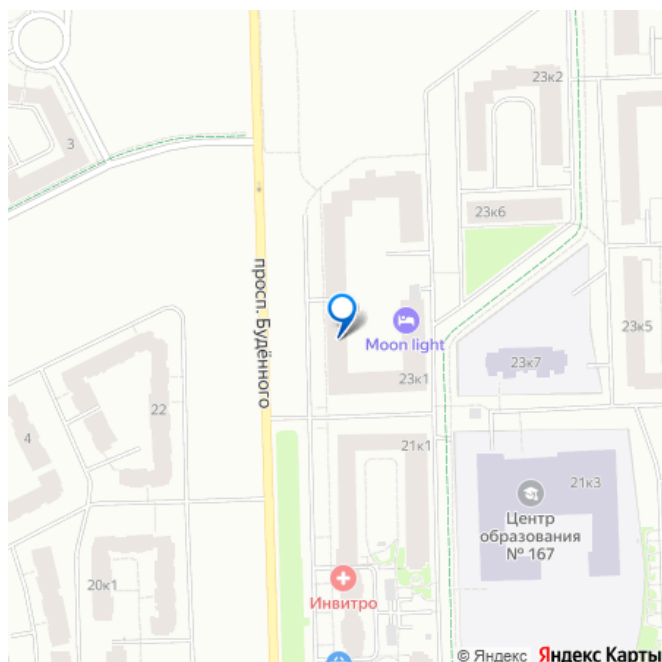 23к2
3
23к6
просп. Будённого
Moon light
23к5
23к7
23к1
22
4
21к1
21к3
Центр
образования
№ 167
20к1
Инвитро
© Яндекс Яндекс Карты